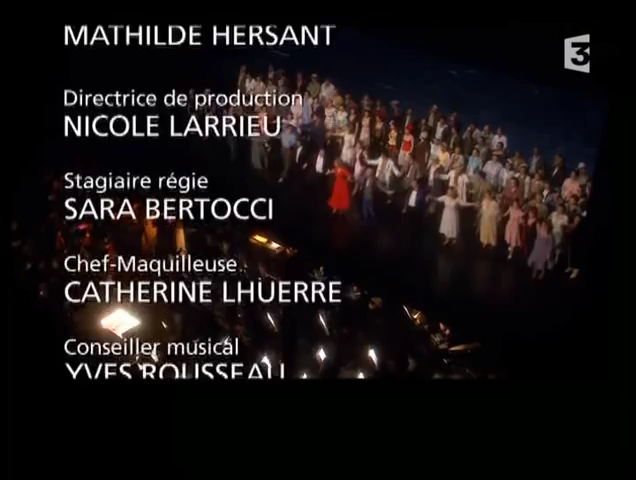 MATHILDE HERSANT
3
Directrice de production
NICOLE LARRIEU
Stagiaire régie
SARA BERTOCCI
Chef-Maquilleuse
CATHERINE LHUERRE
Conseiller musical
YVES ROUSSEAU